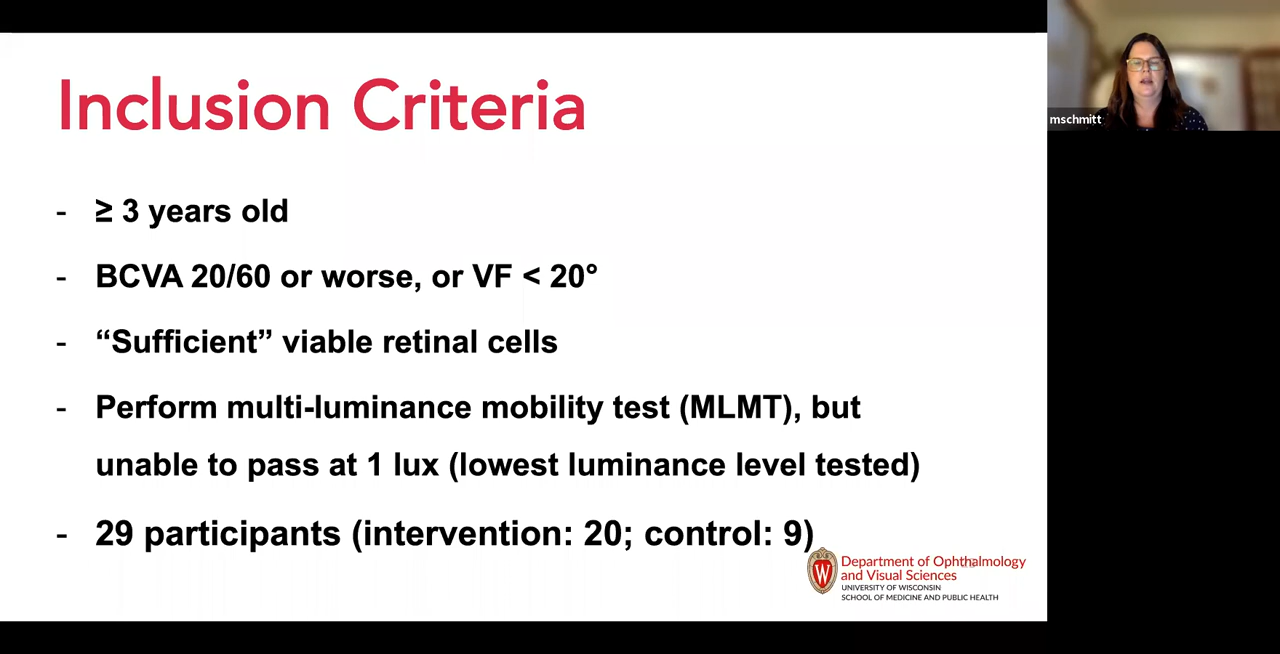 Inclusion Criteria
- ≥ 3 years old
- BCVA 20/60 or worse, or VF < 20°
- “Sufficient” viable retinal cells
- Perform multi-luminance mobility test (MLMT), but
unable to pass at 1 lux (lowest luminance level tested)
- 29 participants (intervention: 20; control: 9)
W
Department of Ophthalmology
and Visual Sciences
UNIVERSITY OF WISCONSIN
SCHOOL OF MEDICINE AND PUBLIC HEALTH
mschmitt